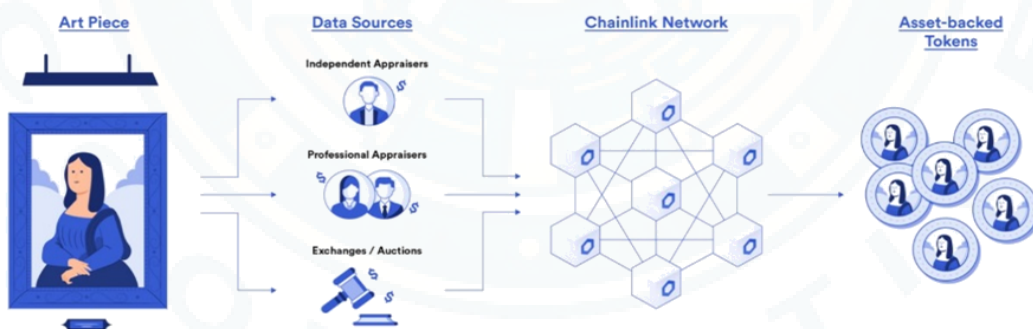 Art Piece
Data Sources
Chainlink Network
Asset-backed
Tokens
Independent Appraisers
$
Professional Appraisers
$
$
Exchanges / Auctions
$
$